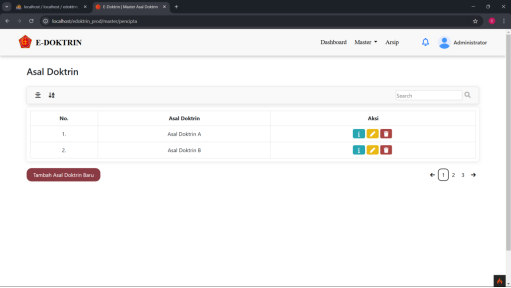 localhost / localhost / edoktri
E-Doktrin | Master Asal Doktrin
localhost/edoktrin_prod/master/pencipta
E-DOKTRIN
Dashboard Master Arsip Administrator
Asal Doktrin
Search
No. Asal Doktrin Aksi
1. Asal Doktrin A
2. Asal Doktrin B
Tambah Asal Doktrin Baru
1 2 3